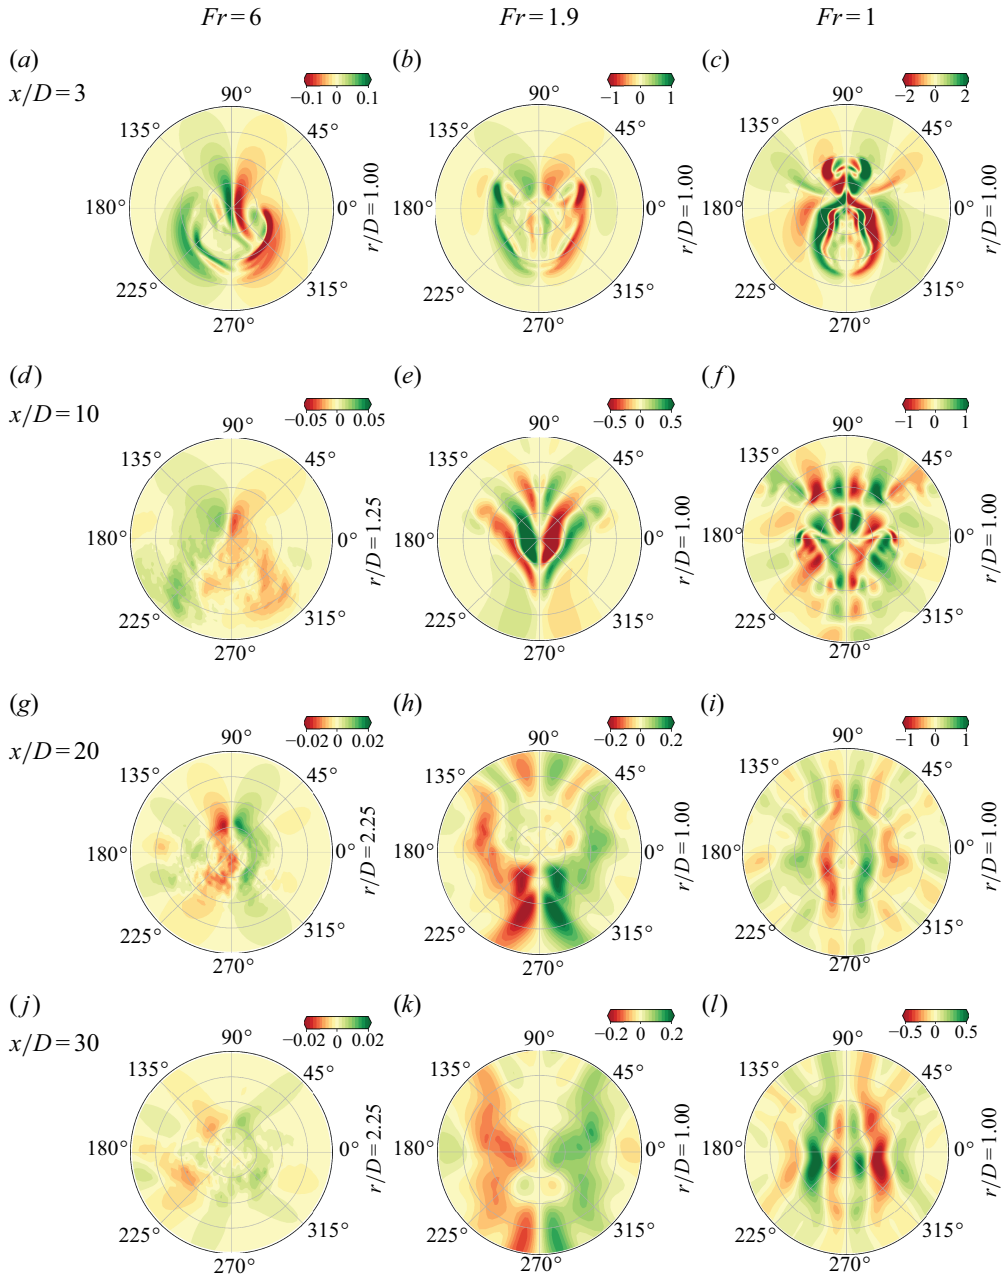 Fr = 6 Fr = 1.9 Fr = 1
(a) (b) (c)
x/D = 3
−0.1 0 0.1 −1 0 1 −2 0 2
90° 90° 90°
135° 45° 135° 45° 135° 45°
180° 0° 180° 0° 180° 0°
r/D = 1.00 r/D = 1.00 r/D = 1.00
225° 315° 225° 315° 225° 315°
270° 270° 270°
(d) (e) (f)
x/D = 10
−0.05 0 0.05 −0.5 0 0.5 −1 0 1
90° 90° 90°
135° 45° 135° 45° 135° 45°
180° 0° 180° 0° 180° 0°
r/D = 1.25 r/D = 1.00 r/D = 1.00
225° 315° 225° 315° 225° 315°
270° 270° 270°
(g) (h) (i)
x/D = 20
−0.02 0 0.02 −0.2 0 0.2 −1 0 1
90° 90° 90°
135° 45° 135° 45° 135° 45°
180° 0° 180° 0° 180° 0°
r/D = 2.25 r/D = 1.00 r/D = 1.00
225° 315° 225° 315° 225° 315°
270° 270° 270°
(j) (k) (l)
x/D = 30
−0.02 0 0.02 −0.2 0 0.2 −0.5 0 0.5
90° 90° 90°
135° 45° 135° 45° 135° 45°
180° 0° 180° 0° 180° 0°
r/D = 2.25 r/D = 1.00 r/D = 1.00
225° 315° 225° 315° 225° 315°
270° 270° 270°